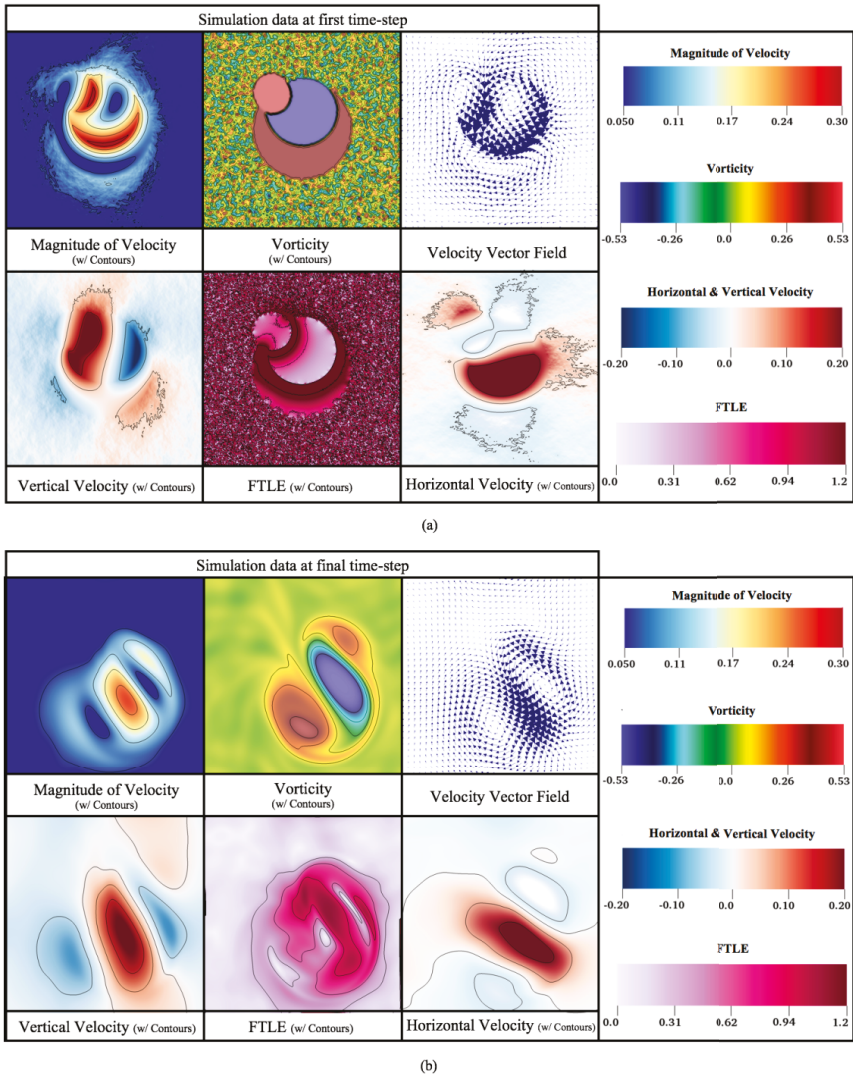 Simulation data at first time-step
Magnitude of Velocity
0.050 0.11 0.17 0.24 0.30
Vorticity
-0.53 -0.26 0.0 0.26 0.53
Magnitude of Velocity Vorticity Velocity Vector Field
(w/ Contours) (w/ Contours)
Horizontal & Vertical Velocity
-0.20 -0.10 0.0 0.10 0.20
FTLE
0.0 0.31 0.62 0.94 1.2
Vertical Velocity (w/ Contours) FTLE (w/ Contours) Horizontal Velocity (w/ Contours)
(a)
Simulation data at final time-step
Magnitude of Velocity
0.050 0.11 0.17 0.24 0.30
Vorticity
-0.53 -0.26 0.0 0.26 0.53
Magnitude of Velocity Vorticity Velocity Vector Field
(w/ Contours) (w/ Contours)
Horizontal & Vertical Velocity
-0.20 -0.10 0.0 0.10 0.20
FTLE
0.0 0.31 0.62 0.94 1.2
Vertical Velocity (w/ Contours) FTLE (w/ Contours) Horizontal Velocity (w/ Contours)
(b)